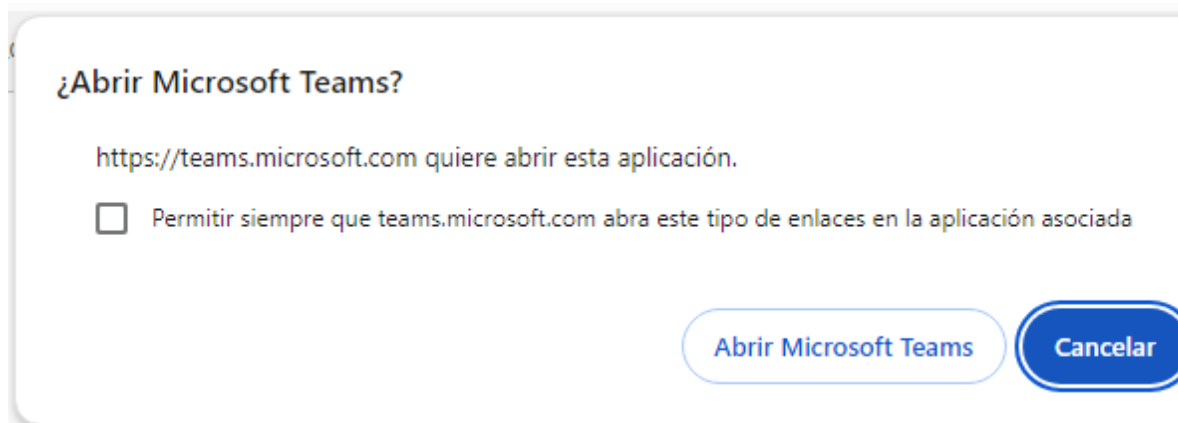 ¿Abrir Microsoft Teams?
https://teams.microsoft.com quiere abrir esta aplicación.
Permitir siempre que teams.microsoft.com abra este tipo de enlaces en la aplicación asociada
Abrir Microsoft Teams
Cancelar